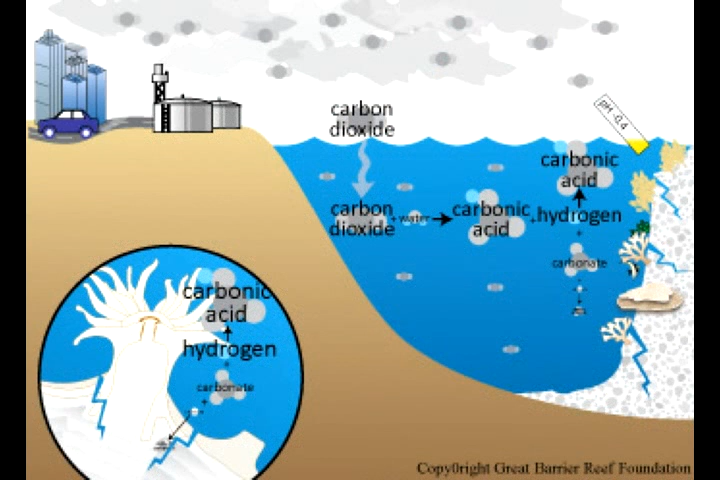 carbon
dioxide
pH -0.4
carbonic
acid
carbon
dioxide
+ water
carbonic
acid
+ hydrogen
+
carbonate
+
carbonic
acid
hydrogen
+
carbonate
+
Copy0right Great Barrier Reef Foundation